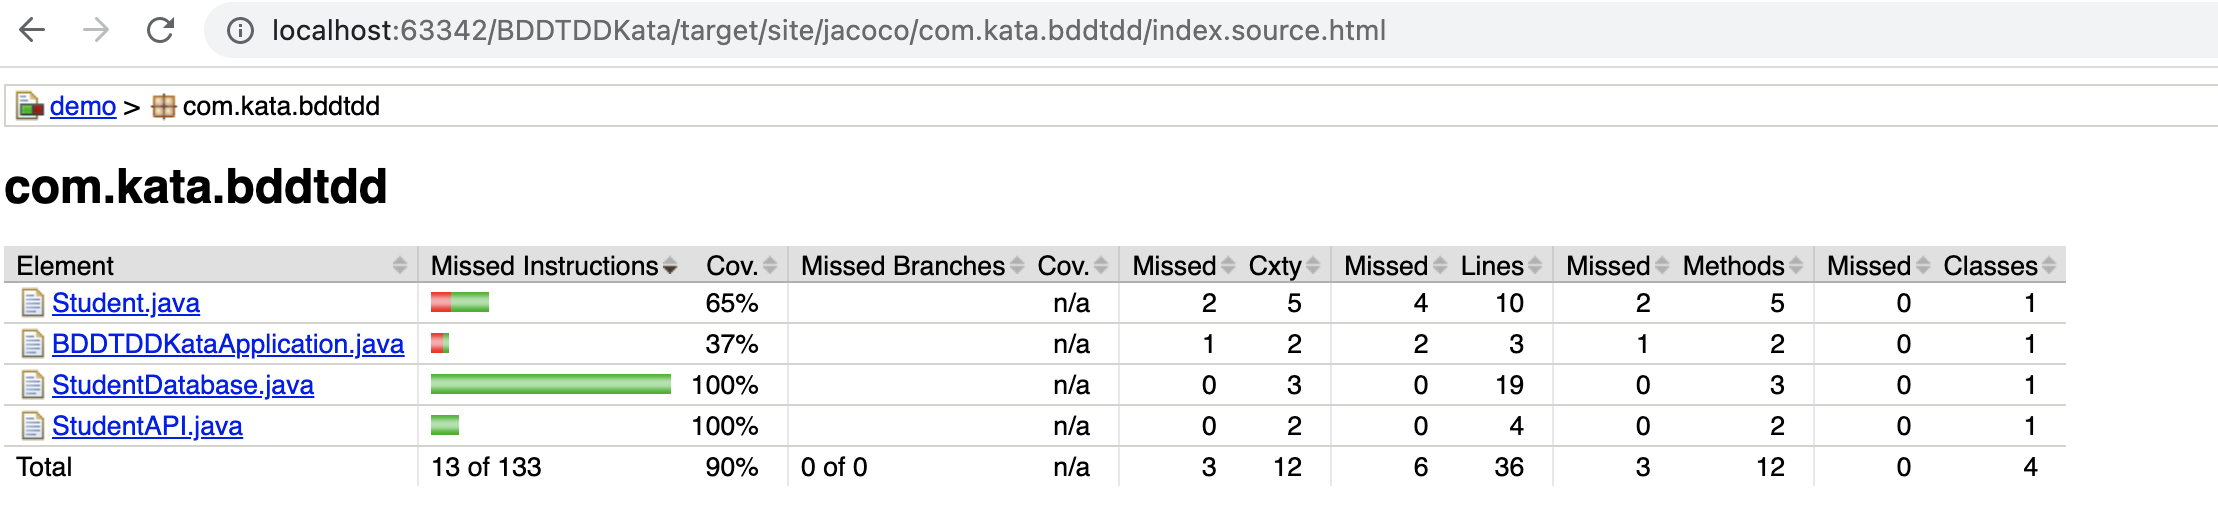 localhost:63342/BDDTDDKata/target/site/jacoco/com.kata.bddtdd/index.source.html
demo > com.kata.bddtdd
com.kata.bddtdd
Element Missed Instructions Cov. Missed Branches Cov. Missed Cxty Missed Lines Missed Methods Missed Classes
Student.java 65% n/a 2 5 4 10 2 5 0 1
BDDTDDKataApplication.java 37% n/a 1 2 2 3 1 2 0 1
StudentDatabase.java 100% n/a 0 3 0 19 0 3 0 1
StudentAPI.java 100% n/a 0 2 0 4 0 2 0 1
Total 13 of 133 90% 0 of 0 n/a 3 12 6 36 3 12 0 4